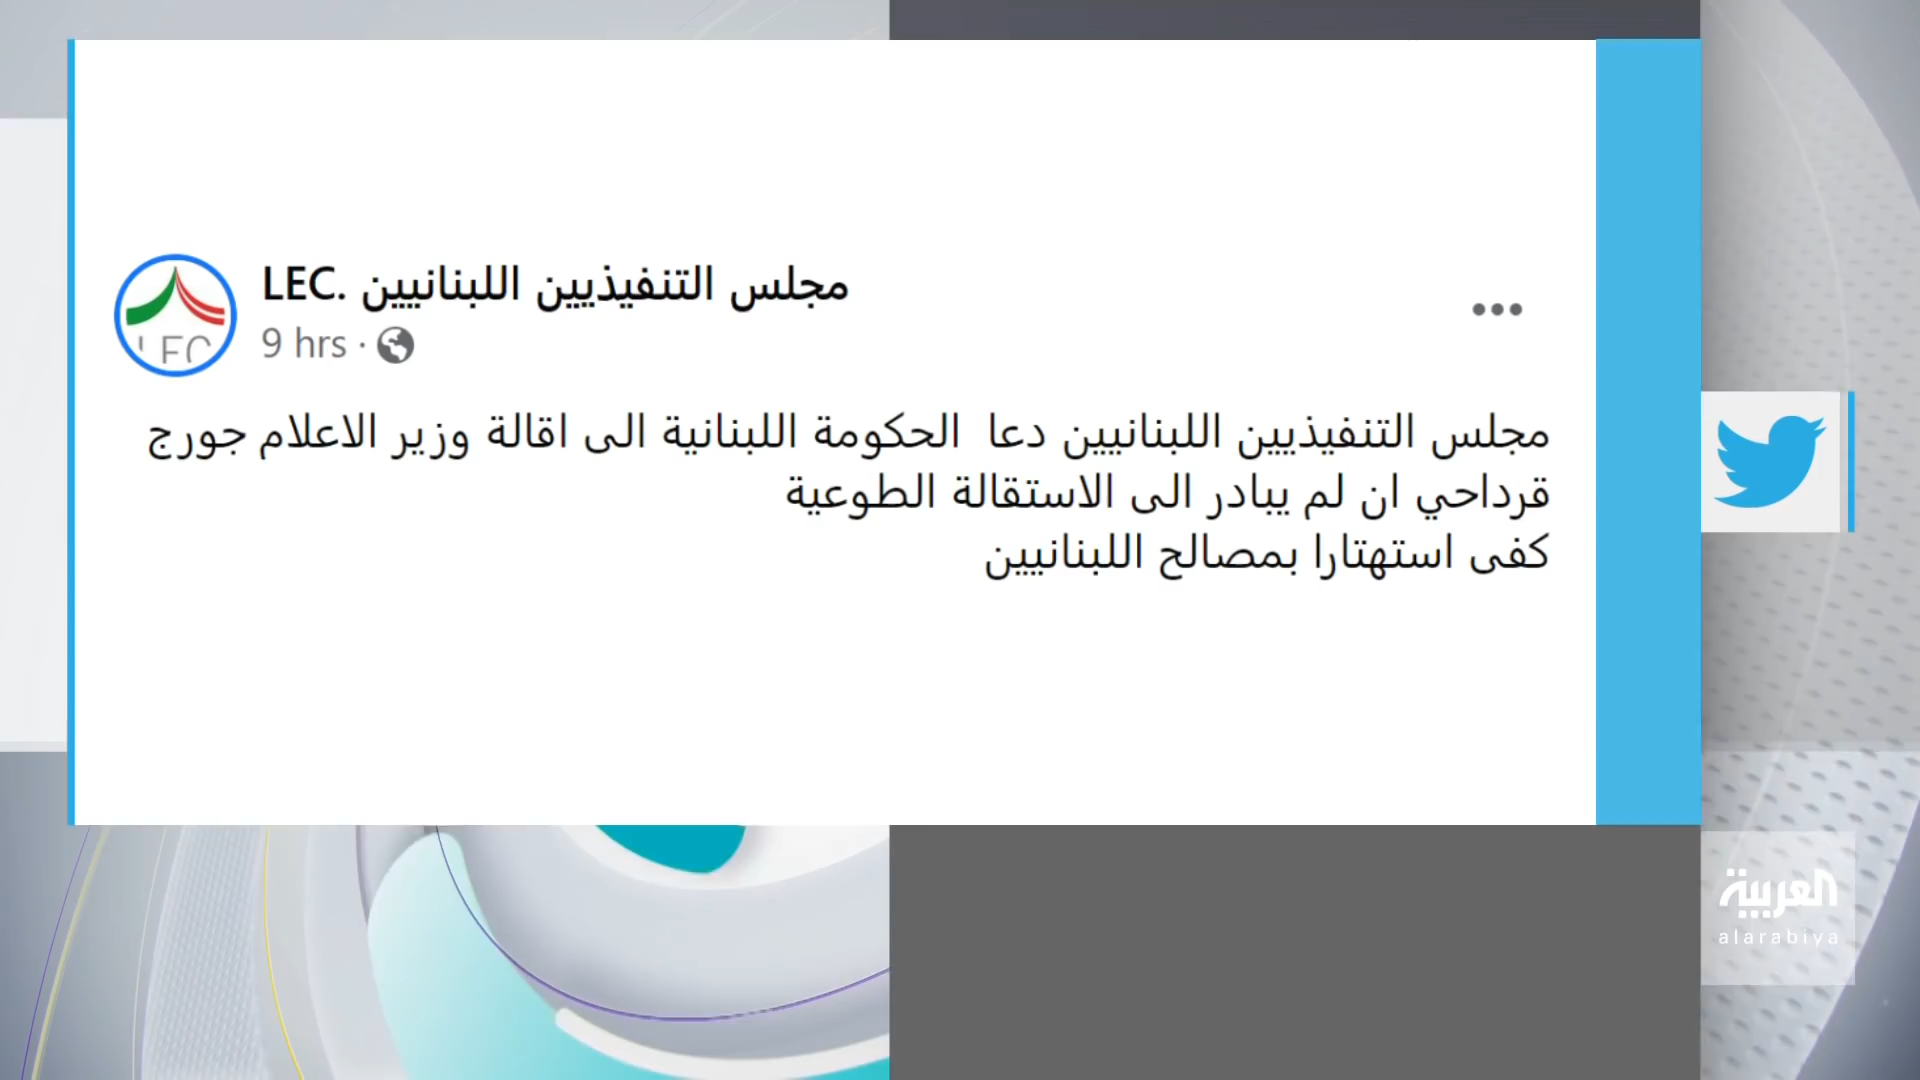 LEC. مجلس التنفيذيين اللبنانيين
9 hrs ·
LEC
مجلس التنفيذيين اللبنانيين دعا الحكومة اللبنانية الى اقالة وزير الاعلام جورج
قرداحي ان لم يبادر الى الاستقالة الطوعية
كفى استهتارا بمصالح اللبنانيين
العربية
alarabiya